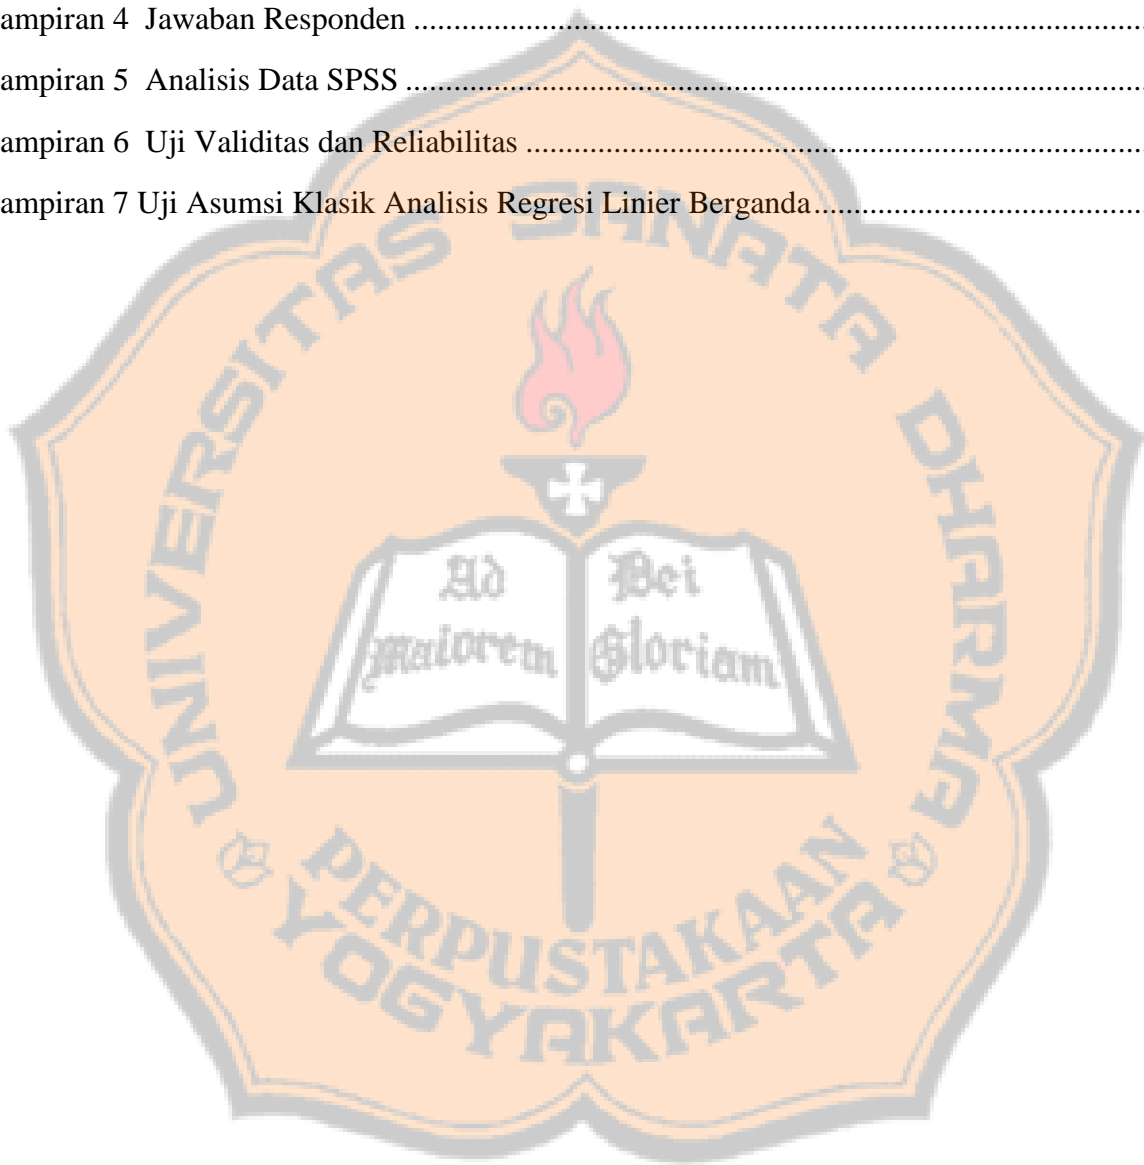 ampiran 4  Jawaban Responden ........................................................................................
ampiran 5  Analisis Data SPSS ........................................................................................
ampiran 6  Uji Validitas dan Reliabilitas ........................................................................
ampiran 7 Uji Asumsi Klasik Analisis Regresi Linier Berganda........................................
UNIVERSITAS SANATA DHARMA
Ad Dei
Maiorem Gloriam
PERPUSTAKAAN
YOGYAKARTA